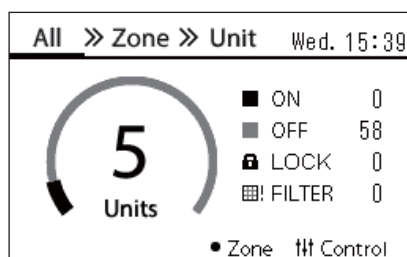 All » Zone » Unit Wed. 15:39
5
Units
ON 0
OFF 58
LOCK 0
! FILTER 0
Zone Control